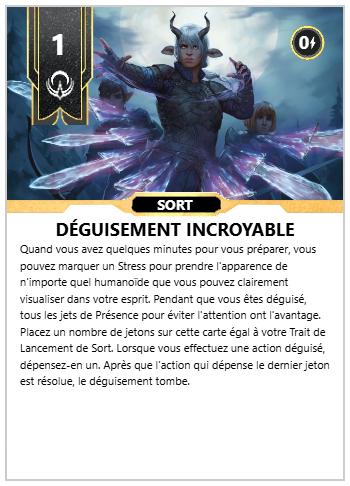 1
0
SORT
DÉGUISEMENT INCROYABLE
Quand vous avez quelques minutes pour vous préparer, vous
pouvez marquer un Stress pour prendre l'apparence de
n'importe quel humanoïde que vous pouvez clairement
visualiser dans votre esprit. Pendant que vous êtes déguisé,
tous les jets de Présence pour éviter l'attention ont l'avantage.
Placez un nombre de jetons sur cette carte égal à votre Trait de
Lancement de Sort. Lorsque vous effectuez une action déguisé,
dépensez-en un. Après que l'action qui dépense le dernier jeton
est résolue, le déguisement tombe.